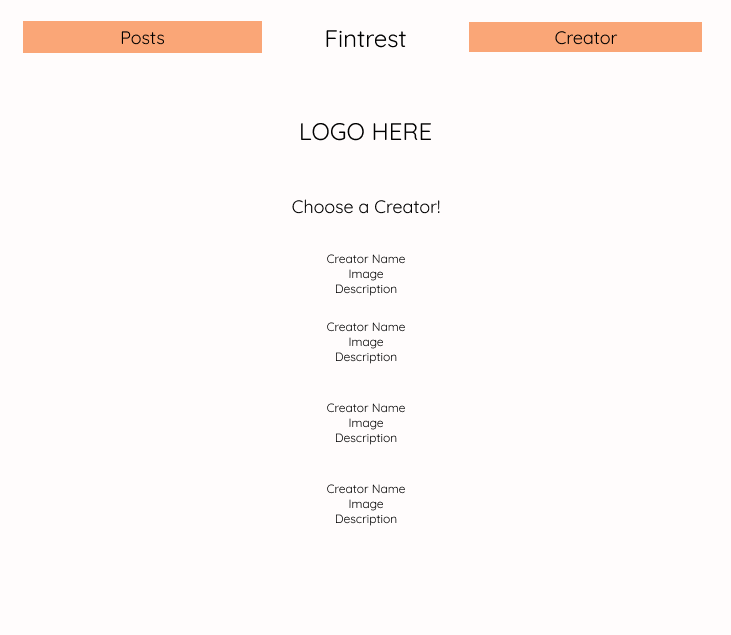 Posts
Fintrest
Creator
LOGO HERE
Choose a Creator!
Creator Name
Image
Description
Creator Name
Image
Description
Creator Name
Image
Description
Creator Name
Image
Description